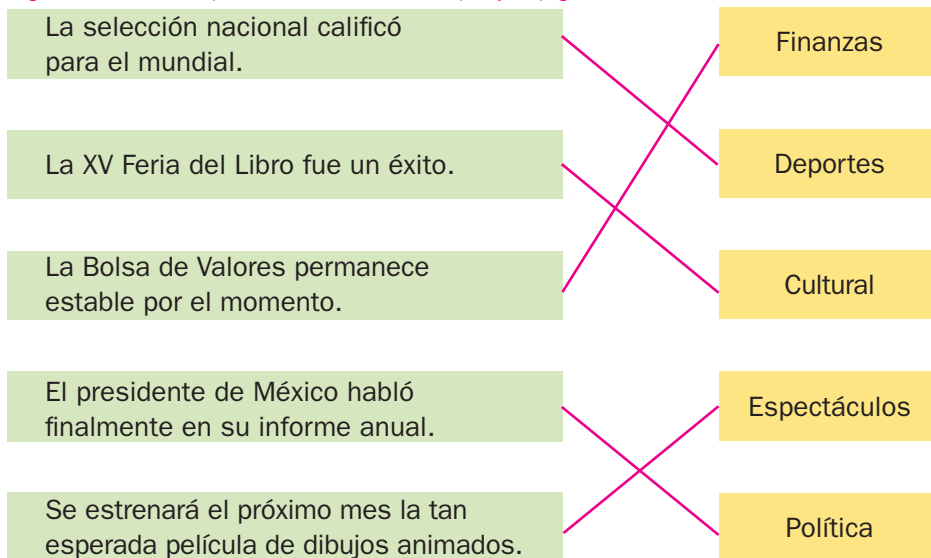 La selección nacional calificó
para el mundial.
Finanzas
La XV Feria del Libro fue un éxito.
Deportes
La Bolsa de Valores permanece
estable por el momento.
Cultural
El presidente de México habló
finalmente en su informe anual.
Espectáculos
Se estrenará el próximo mes la tan
esperada película de dibujos animados.
Política